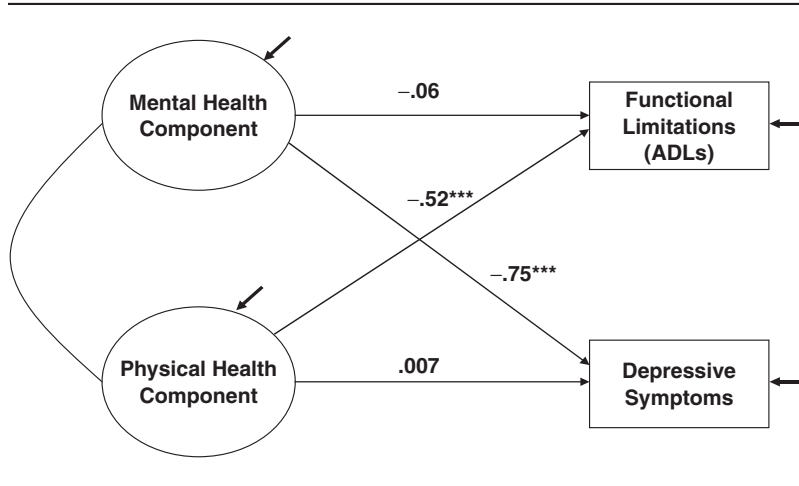 Mental Health
Component
−.06
Functional
Limitations
(ADLs)
−.52***
−.75***
Physical Health
Component
.007
Depressive
Symptoms